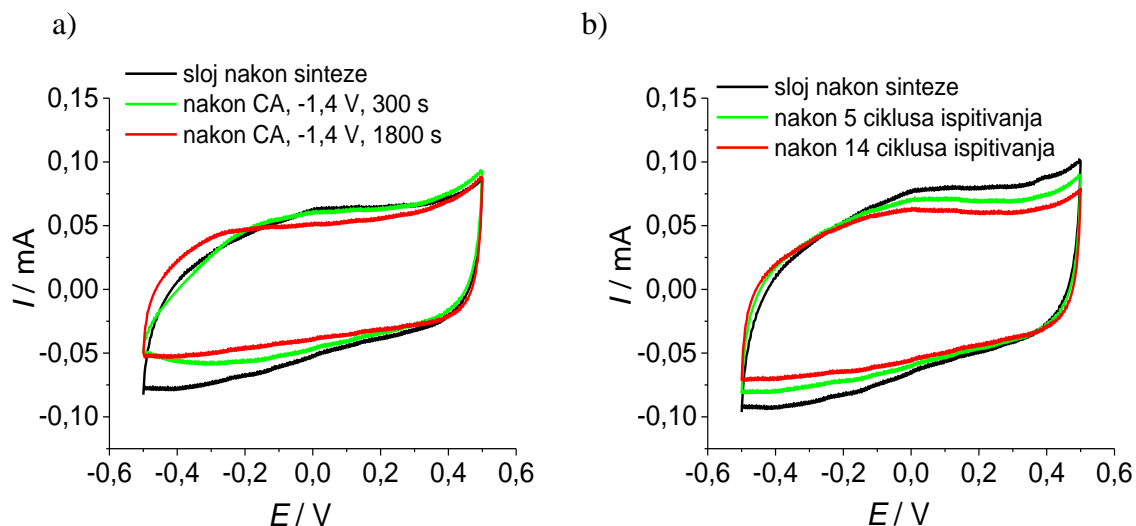 a)
sloj nakon sinteze
nakon CA, -1,4 V, 300 s
nakon CA, -1,4 V, 1800 s
0,15
0,10
0,05
0,00
-0,05
-0,10
I / mA
-0,6 -0,4 -0,2 0,0 0,2 0,4 0,6
E / V
b)
sloj nakon sinteze
nakon 5 ciklusa ispitivanja
nakon 14 ciklusa ispitivanja
0,15
0,10
0,05
0,00
-0,05
-0,10
I / mA
-0,6 -0,4 -0,2 0,0 0,2 0,4 0,6
E / V